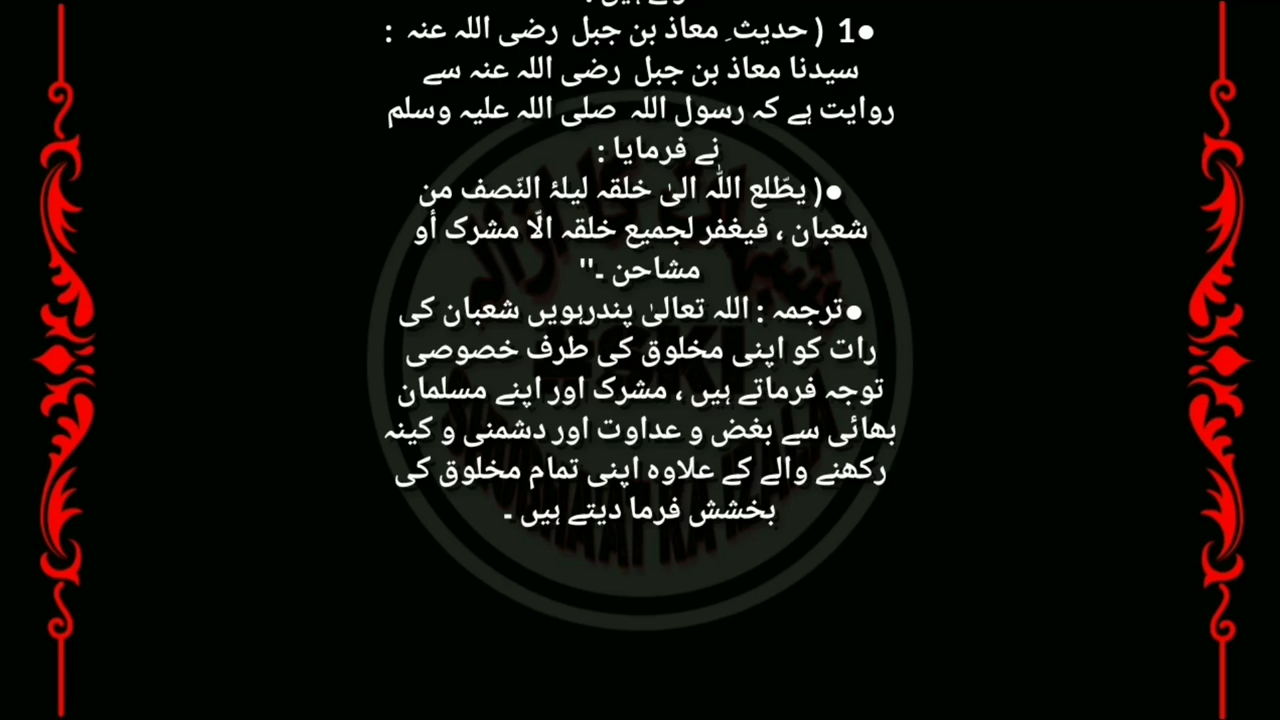 ●1 ( حدیث ِ معاذ بن جبل رضی اللہ عنہ :
سیدنا معاذ بن جبل رضی اللہ عنہ سے
روایت ہے کہ رسول اللہ صلی اللہ علیہ وسلم
نے فرمایا :
●( یطّلع اللّٰہ الیٰ خلقہ لیلۂ النّصف من
شعبان ، فیغفر لجمیع خلقہ الّا مشرک أو
مشاحن ۔"
●ترجمہ : اللہ تعالیٰ پندرہویں شعبان کی
رات کو اپنی مخلوق کی طرف خصوصی
توجہ فرماتے ہیں ، مشرک اور اپنے مسلمان
بھائی سے بغض و عداوت اور دشمنی و کینہ
رکھنے والے کے علاوہ اپنی تمام مخلوق کی
بخشش فرما دیتے ہیں ۔